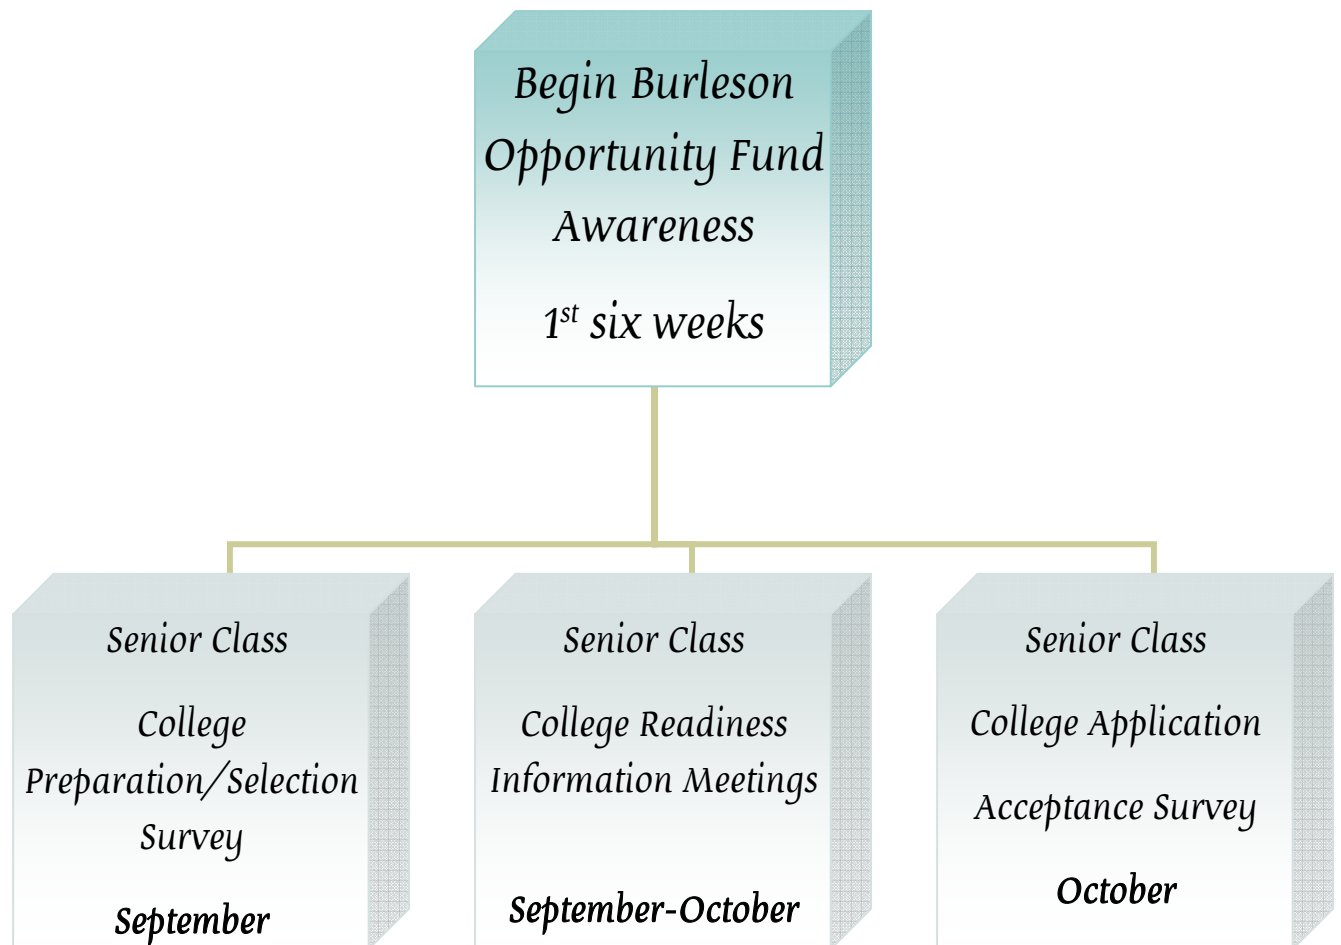 Begin Burleson
Opportunity Fund
Awareness
1st six weeks
Senior Class
College
Preparation/Selection
Survey
September
Senior Class
College Readiness
Information Meetings
September-October
Senior Class
College Application
Acceptance Survey
October